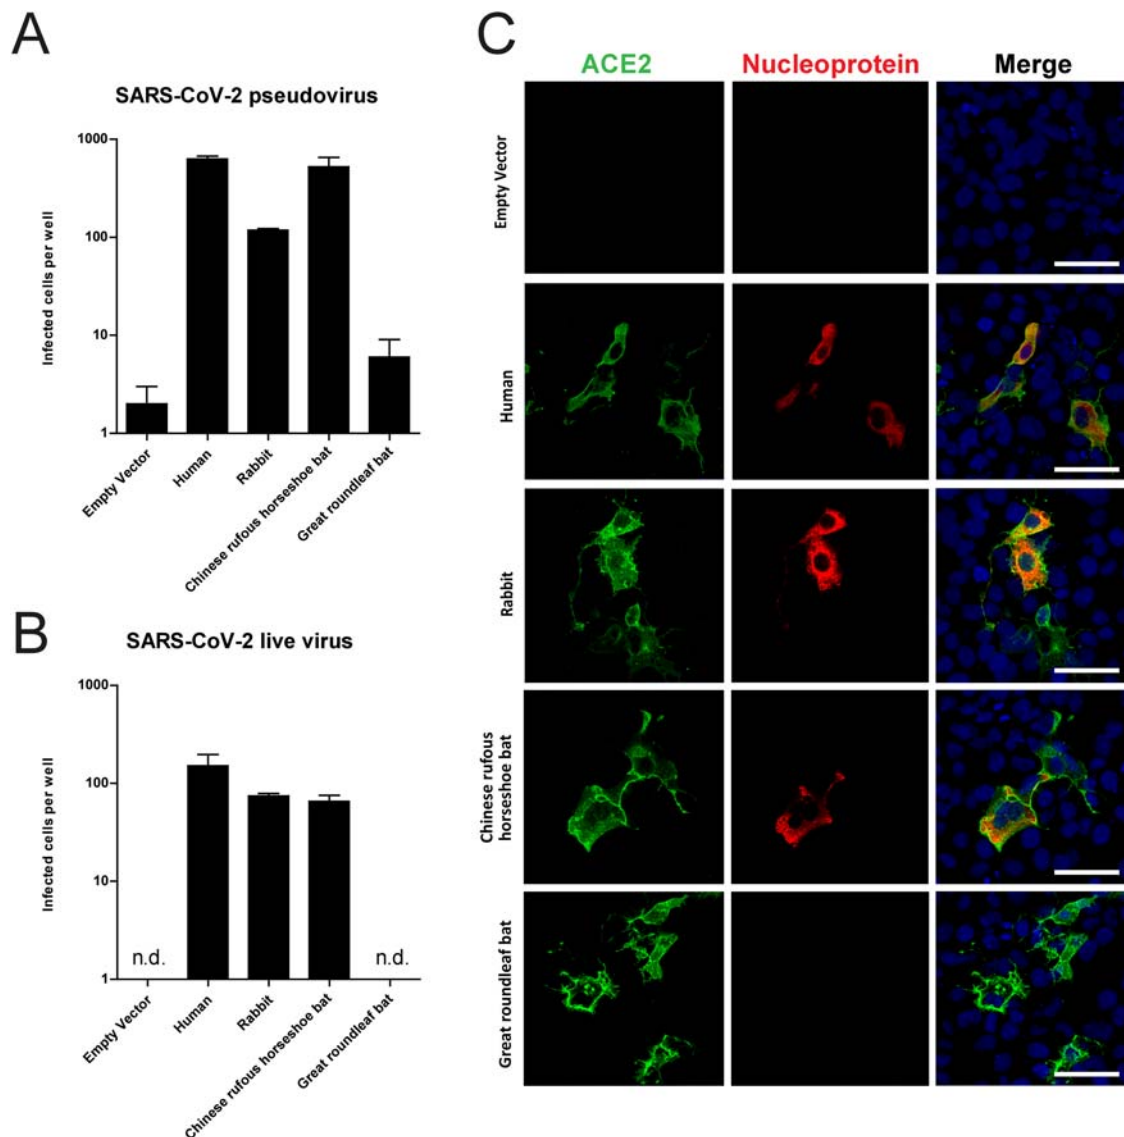 A
SARS-CoV-2 pseudovirus
Infected cells per well
1000
100
10
1
Empty Vector
Human
Rabbit
Chinese rufous horseshoe bat
Great roundleaf bat
B
SARS-CoV-2 live virus
Infected cells per well
1000
100
10
1
n.d.
n.d.
Empty Vector
Human
Rabbit
Chinese rufous horseshoe bat
Great roundleaf bat
C
ACE2
Nucleoprotein
Merge
Empty Vector
Human
Rabbit
Chinese rufous
horseshoe bat
Great roundleaf bat